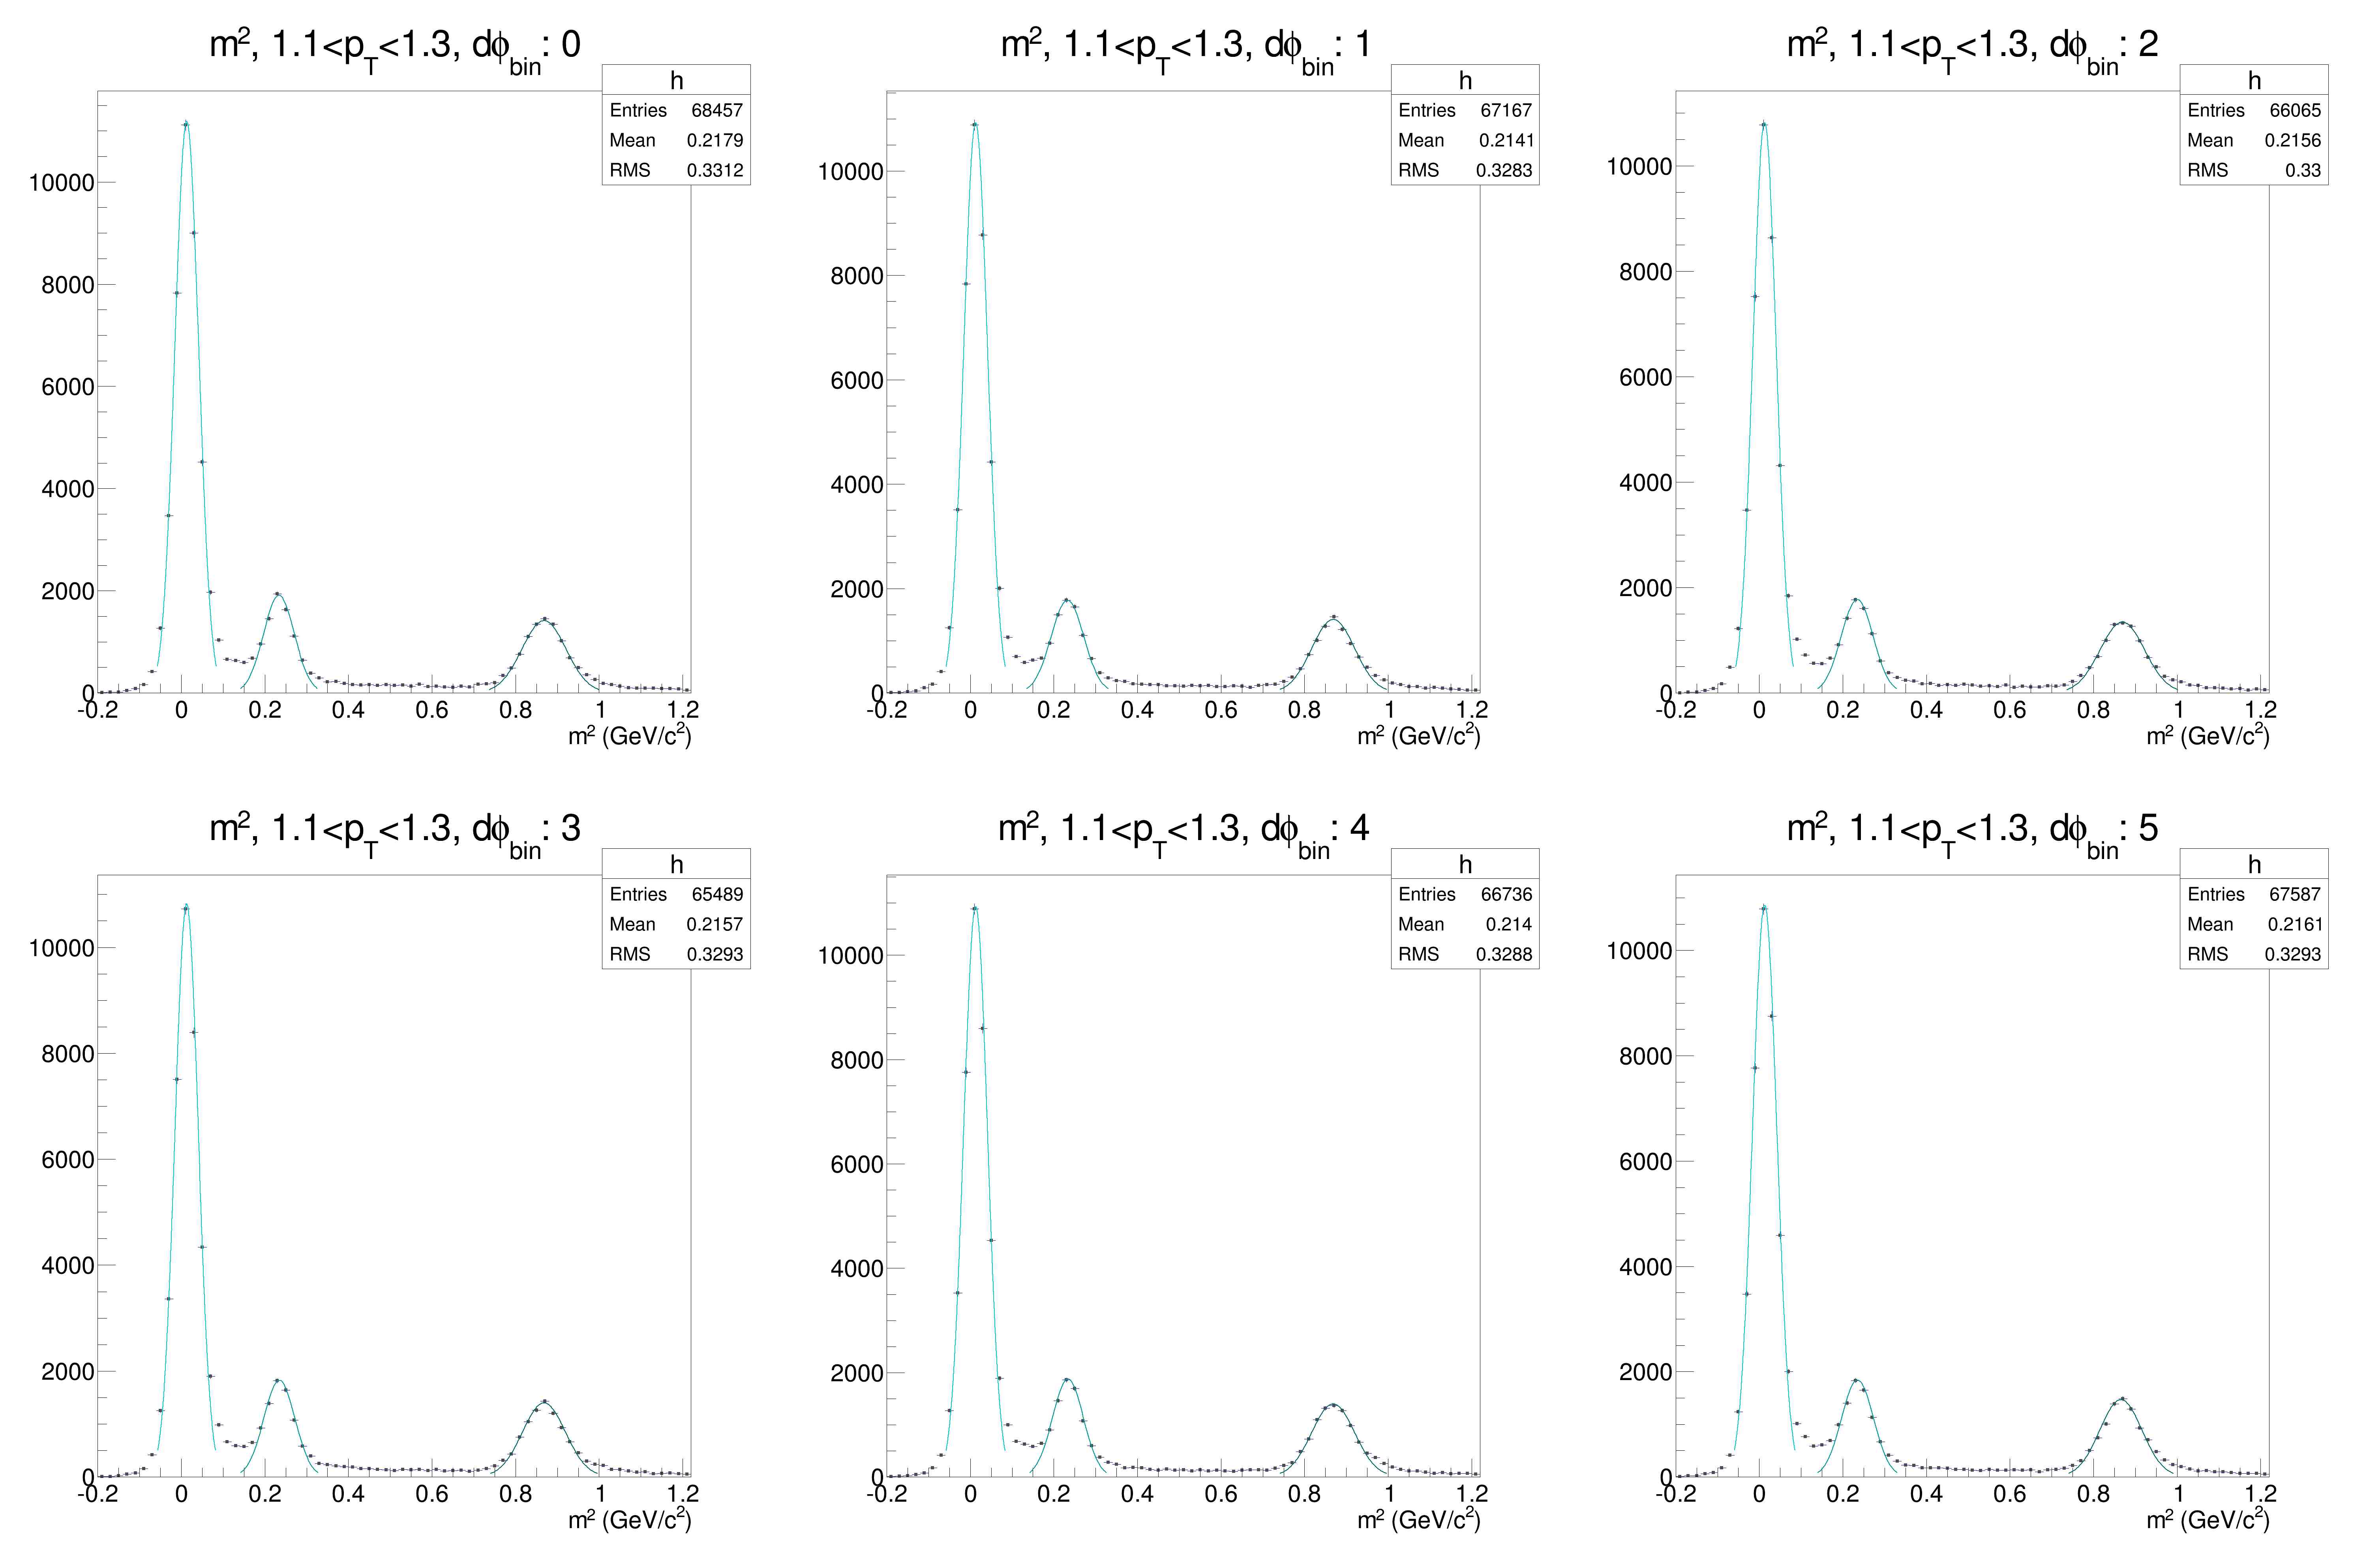 m², 1.1<p_T<1.3, dϕ_bin: 0
h
Entries 68457
Mean 0.2179
RMS 0.3312
10000
8000
6000
4000
2000
0
-0.2 0 0.2 0.4 0.6 0.8 1 1.2
m² (GeV/c²)
m², 1.1<p_T<1.3, dϕ_bin: 1
h
Entries 67167
Mean 0.2141
RMS 0.3283
10000
8000
6000
4000
2000
0
-0.2 0 0.2 0.4 0.6 0.8 1 1.2
m² (GeV/c²)
m², 1.1<p_T<1.3, dϕ_bin: 2
h
Entries 66065
Mean 0.2156
RMS 0.33
10000
8000
6000
4000
2000
0
-0.2 0 0.2 0.4 0.6 0.8 1 1.2
m² (GeV/c²)
m², 1.1<p_T<1.3, dϕ_bin: 3
h
Entries 65489
Mean 0.2157
RMS 0.3293
10000
8000
6000
4000
2000
0
-0.2 0 0.2 0.4 0.6 0.8 1 1.2
m² (GeV/c²)
m², 1.1<p_T<1.3, dϕ_bin: 4
h
Entries 66736
Mean 0.214
RMS 0.3288
10000
8000
6000
4000
2000
0
-0.2 0 0.2 0.4 0.6 0.8 1 1.2
m² (GeV/c²)
m², 1.1<p_T<1.3, dϕ_bin: 5
h
Entries 67587
Mean 0.2161
RMS 0.3293
10000
8000
6000
4000
2000
0
-0.2 0 0.2 0.4 0.6 0.8 1 1.2
m² (GeV/c²)